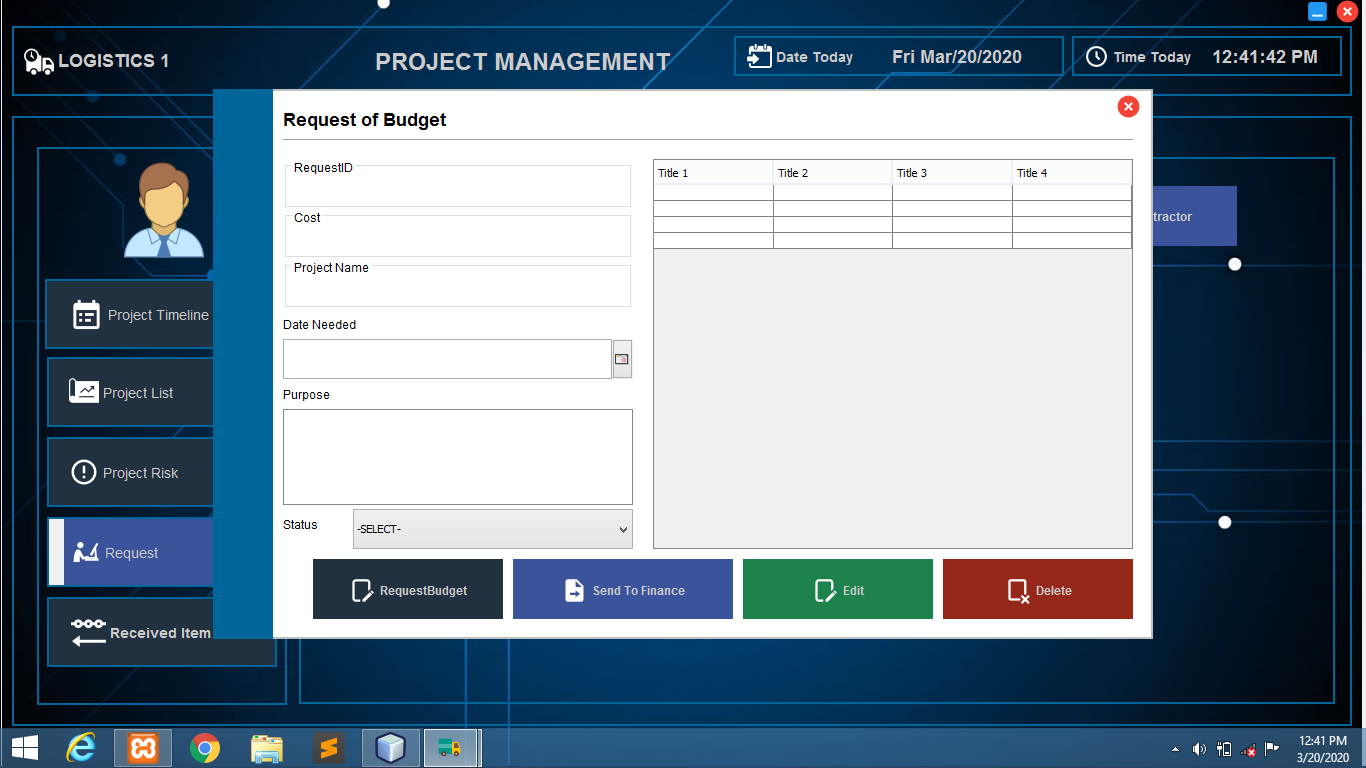 LOGISTICS 1
PROJECT MANAGEMENT
Date Today Fri Mar/20/2020
Time Today 12:41:42 PM
Request of Budget
RequestID
Cost
Project Name
Date Needed
Purpose
Status -SELECT-
Title 1 Title 2 Title 3 Title 4
RequestBudget Send To Finance Edit Delete
tractor
Project Timeline
Project List
Project Risk
Request
Received Item
12:41 PM
3/20/2020